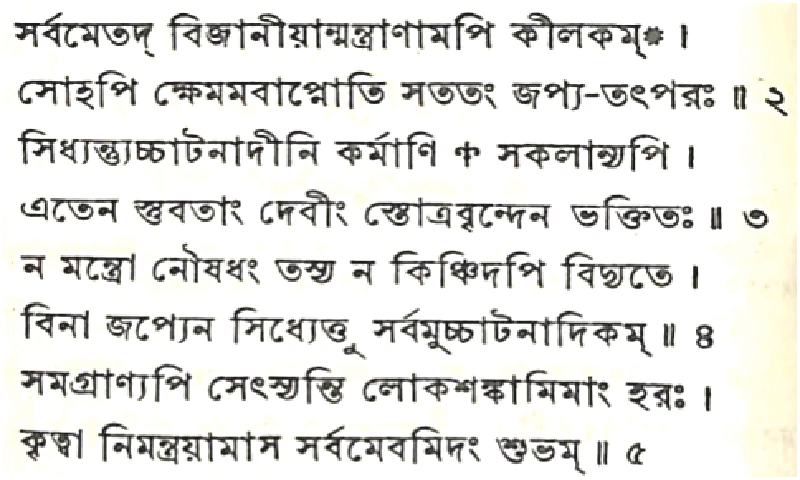 সর্বমেতদ্ বিজানীয়ান্মন্ত্রাণামপি কীলকম্* ।
সোহপি ক্ষেমমবাপ্নোতি সততং জপ্য-তৎপরঃ ॥ ২
সিধ্যন্ত্যুচ্চাটনাদীনি কর্মাণি † সকলান্যপি ।
এতেন স্তুবতাং দেবীং স্তোত্রবৃন্দেন ভক্তিতঃ ॥ ৩
ন মন্ত্রো নৌষধং তস্য ন কিঞ্চিদপি বিদ্যতে ।
বিনা জপ্যেন সিধ্যেত্তু সর্বমুচ্চাটনাদিকম্ ॥ ৪
সমগ্রাণ্যপি সেৎস্যন্তি লোকশঙ্কামিমাং হরঃ ।
কৃত্বা নিমন্ত্রয়ামাস সর্বমেবমিদং শুভম্ ॥ ৫